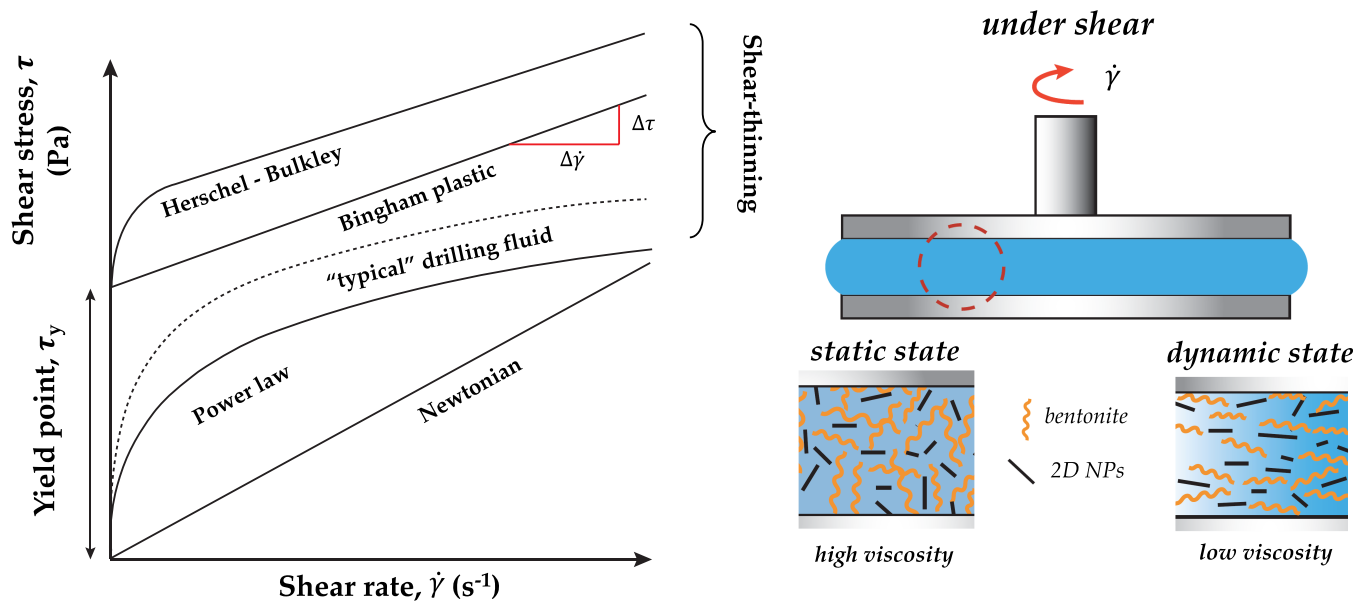 Shear stress, τ
(Pa)
Yield point, τy
Herschel - Bulkley
Bingham plastic
Δτ
Δγ̇
“typical” drilling fluid
Power law
Newtonian
Shear rate, γ̇ (s-1)
Shear-thinning
under shear
γ̇
static state
dynamic state
bentonite
2D NPs
high viscosity
low viscosity